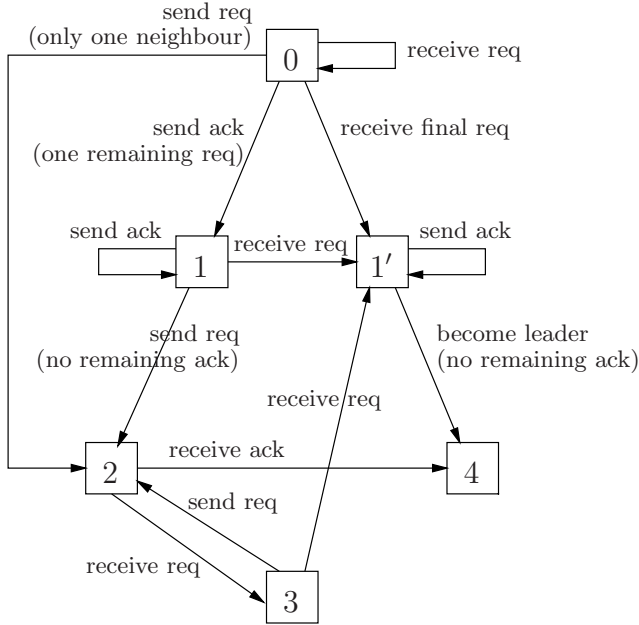 send req
(only one neighbour)
0
receive req
send ack
(one remaining req)
receive final req
send ack
receive req
send ack
1
1′
send req
(no remaining ack)
become leader
(no remaining ack)
receive req
receive ack
2
4
send req
receive req
3